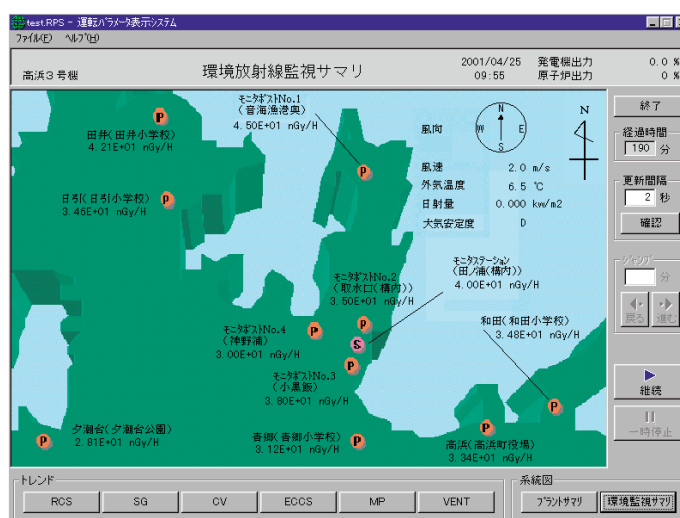 test.RPS - 運転パラメータ表示システム
ファイル(F) ヘルプ(H)
高浜3号機
環境放射線監視サマリ
2001/04/25 発電機出力 0.0 %
09:55 原子炉出力 0 %
モニタポストNo.1
(音海漁港奥)
4.50E+01 nGy/H
田井(田井小学校)
4.21E+01 nGy/H
日引(日引小学校)
3.46E+01 nGy/H
風向
N
W E
S
N
風速 2.0 m/s
外気温度 6.5 ℃
日射量 0.000 kw/m2
大気安定度 D
モニタステーション
(田ノ浦(構内))
4.00E+01 nGy/H
モニタポストNo.2
(取水口(構内))
3.50E+01 nGy/H
モニタポストNo.4
(神野浦)
3.00E+01 nGy/H
モニタポストNo.3
(小黒飯)
3.80E+01 nGy/H
和田(和田小学校)
3.48E+01 nGy/H
夕潮台(夕潮台公園)
2.81E+01 nGy/H
青郷(青郷小学校)
3.12E+01 nGy/H
高浜(高浜町役場)
3.34E+01 nGy/H
P
P
P
P
S
P
P
P
P
P
P
終了
経過時間
190 分
更新間隔
2 秒
確認
ジャンプ
分
戻る 進む
継続
一時停止
トレンド
RCS SG CV ECCS MP VENT
系統図
プラントサマリ 環境監視サマリ